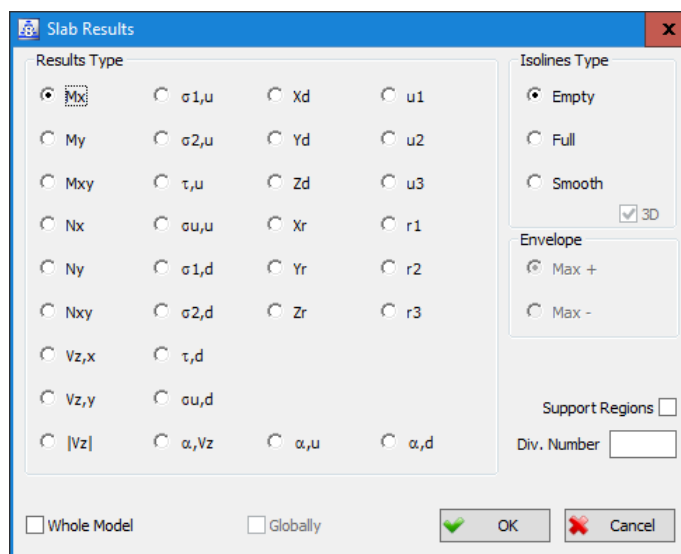 Slab Results
Results Type
Mx σ1,u Xd u1
My σ2,u Yd u2
Mxy τ,u Zd u3
Nx σu,u Xr r1
Ny σ1,d Yr r2
Nxy σ2,d Zr r3
Vz,x τ,d
Vz,y σu,d
|Vz| α,Vz α,u α,d
Isolines Type
Empty
Full
Smooth
3D
Envelope
Max +
Max -
Support Regions
Div. Number
Whole Model Globally OK Cancel